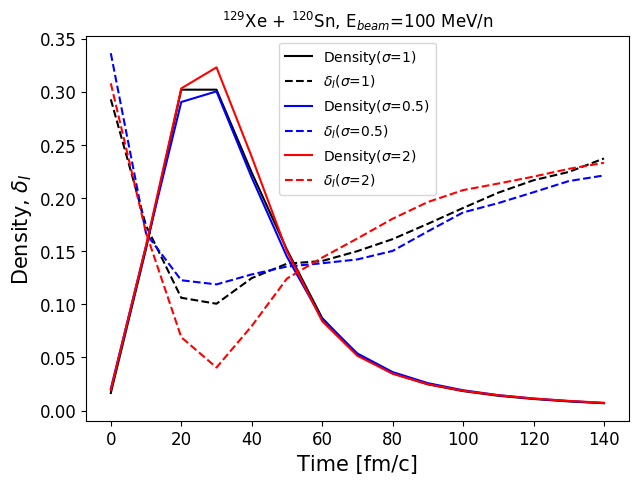 ¹²⁹Xe + ¹²⁰Sn, E_beam=100 MeV/n
Density(σ=1)
δ_I(σ=1)
Density(σ=0.5)
δ_I(σ=0.5)
Density(σ=2)
δ_I(σ=2)
Density, δ_I
0.35
0.30
0.25
0.20
0.15
0.10
0.05
0.00
0 20 40 60 80 100 120 140
Time [fm/c]